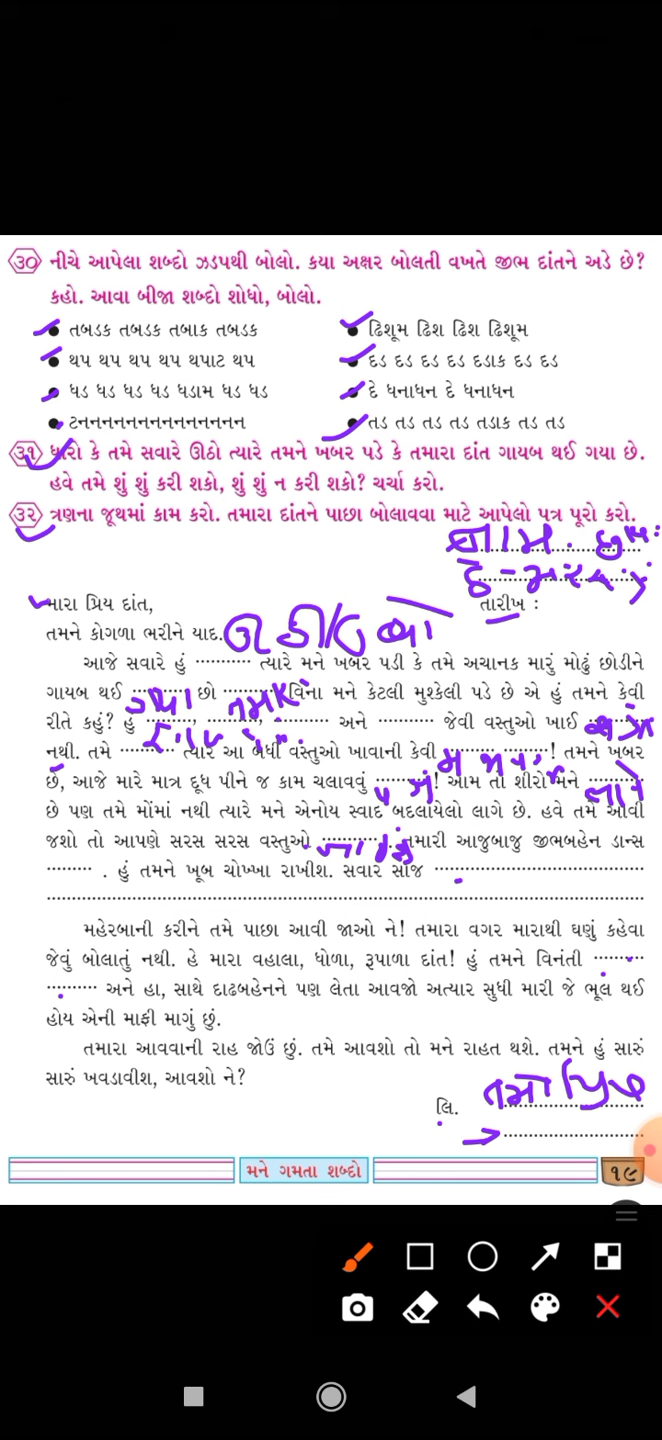 ૩૦ નીચે આપેલા શબ્દો ઝડપથી બોલો. કયા અક્ષર બોલતી વખતે જીભ દાંતને અડે છે?
કહો. આવા બીજા શબ્દો શોધો, બોલો.
● તબડક તબડક તબાક તબડક ● ઢિશૂમ ઢિશ ઢિશ ઢિશૂમ
● થપ થપ થપ થપ થપાટ થપ ● દડ દડ દડ દડ દડાક દડ દડ
● ધડ ધડ ધડ ધડ ધડામ ધડ ધડ ● દે ધનાધન દે ધનાધન
● ટનનનનનનનનનનનનનન ● તડ તડ તડ તડ તડાક તડ તડ
૩૧ ધારો કે તમે સવારે ઊઠો ત્યારે તમને ખબર પડે કે તમારા દાંત ગાયબ થઈ ગયા છે.
હવે તમે શું શું કરી શકો, શું શું ન કરી શકો? ચર્ચા કરો.
૩૨ ત્રણના જૂથમાં કામ કરો. તમારા દાંતને પાછા બોલાવવા માટે આપેલો પત્ર પૂરો કરો.
મારા પ્રિય દાંત, તારીખ :
તમને કોગળા ભરીને યાદ.
આજે સવારે હું .......... ત્યારે મને ખબર પડી કે તમે અચાનક મારું મોઢું છોડીને
ગાયબ થઈ ગયા છો તમારા વિના મને કેટલી મુશ્કેલી પડે છે એ હું તમને કેવી
રીતે કહું? હું .........., .........., .......... અને .......... જેવી વસ્તુઓ ખાઈ
નથી. તમે .......... ત્યારે આ બધી વસ્તુઓ ખાવાની કેવી .......... ..........! તમને ખબર
છે, આજે મારે માત્ર દૂધ પીને જ કામ ચલાવવું ..........! આમ તો શીરો મને ..........
છે પણ તમે મોંમાં નથી ત્યારે મને એનોય સ્વાદ બદલાયેલો લાગે છે. હવે તમે આવી
જશો તો આપણે સરસ સરસ વસ્તુઓ .......... . તમારી આજુબાજુ જીભબહેન ડાન્સ
.......... . હું તમને ખૂબ ચોખ્ખા રાખીશ. સવાર સાંજ ..........
મહેરબાની કરીને તમે પાછા આવી જાઓ ને! તમારા વગર મારાથી ઘણું કહેવા
જેવું બોલાતું નથી. હે મારા વહાલા, ધોળા, રૂપાળા દાંત! હું તમને વિનંતી ..........
.......... અને હા, સાથે દાઢબહેનને પણ લેતા આવજો અત્યાર સુધી મારી જે ભૂલ થઈ
હોય એની માફી માગું છું.
તમારા આવવાની રાહ જોઉં છું. તમે આવશો તો મને રાહત થશે. તમને હું સારું
સારું ખવડાવીશ, આવશો ને?
લિ.
મને ગમતા શબ્દો ૧૯